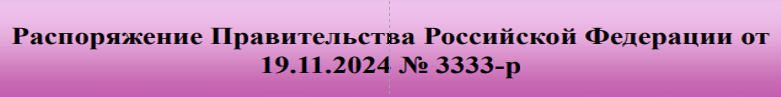 Распоряжение Правительства Российской Федерации от
19.11.2024 № 3333-р